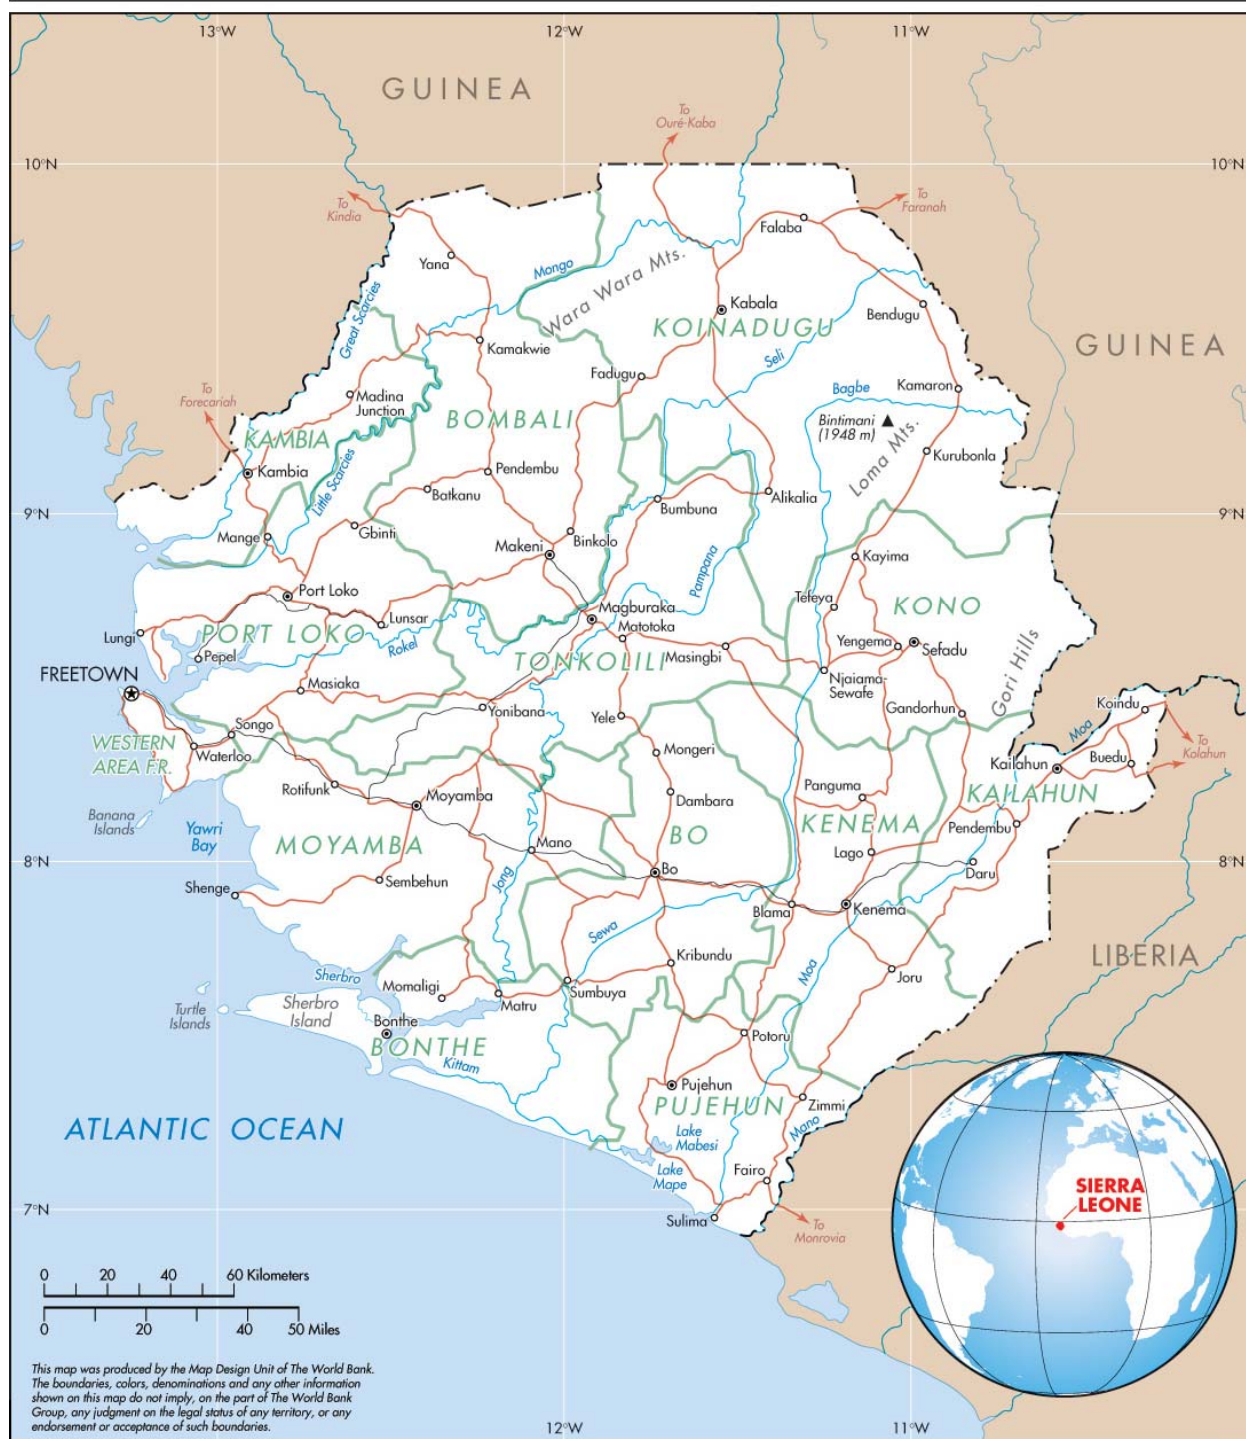 13°W
12°W
11°W
GUINEA
To
Ouré-Kaba
10°N
10°N
To
Kindia
To
Faranah
Falaba
Yana
Mongo
Wara Wara Mts.
Great Scarcies
Kabala
KOINADUGU
Bendugu
GUINEA
Kamakwie
Seli
Fadugu
Bagbe
Kamaron
To
Forecariah
Madina
Junction
BOMBALI
Bintimani
(1948 m)
Loma Mts.
KAMBIA
Kambia
Little Scarcies
Pendembu
Kurubonla
Batkanu
Alikalia
Bumbuna
9°N
9°N
Mange
Gbinti
Binkolo
Makeni
Kayima
Pampana
Port Loko
Tefeya
KONO
Magburaka
Lunsar
Matotoka
Lungi
PORT LOKO
Rokel
Yengema
Sefadu
Pepel
TONKOLILI
Masingbi
Gori Hills
FREETOWN
Masiaka
Njaiama-
Sewafe
Koindu
Yonibana
Yele
Gandorhun
Songo
Moa
WESTERN
AREA F.R.
Waterloo
Mongeri
To
Kolahun
Kailahun
Buedu
Rotifunk
Moyamba
Dambara
Panguma
KAILAHUN
Banana
Islands
Yawri
Bay
BO
KENEMA
Pendembu
MOYAMBA
Mano
Lago
8°N
8°N
Bo
Daru
Shenge
Sembehun
Jong
Blama
Kenema
Sewa
Kribundu
LIBERIA
Sherbro
Moa
Joru
Momaligi
Sumbuya
Turtle
Islands
Sherbro
Island
Matru
Bonthe
Potoru
BONTHE
Kittam
Pujehun
PUJEHUN
Zimmi
ATLANTIC OCEAN
Lake
Mabesi
Mano
Lake
Mape
Fairo
SIERRA
LEONE
7°N
Sulima
To
Monrovia
0 20 40 60 Kilometers
0 20 40 50 Miles
This map was produced by the Map Design Unit of The World Bank.
The boundaries, colors, denominations and any other information
shown on this map do not imply, on the part of The World Bank
Group, any judgment on the legal status of any territory, or any
endorsement or acceptance of such boundaries.
12°W
11°W